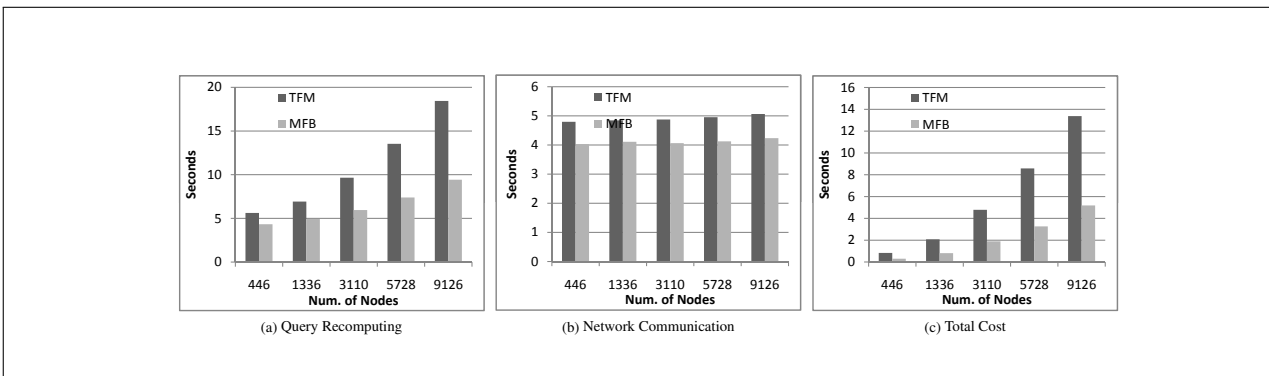 20
15
10
5
0
Seconds
TFM
MFB
446 1336 3110 5728 9126
Num. of Nodes
(a) Query Recomputing
6
5
4
3
2
1
0
Seconds
TFM
MFB
446 1336 3110 5728 9126
Num. of Nodes
(b) Network Communication
16
14
12
10
8
6
4
2
0
Seconds
TFM
MFB
446 1336 3110 5728 9126
Num. of Nodes
(c) Total Cost